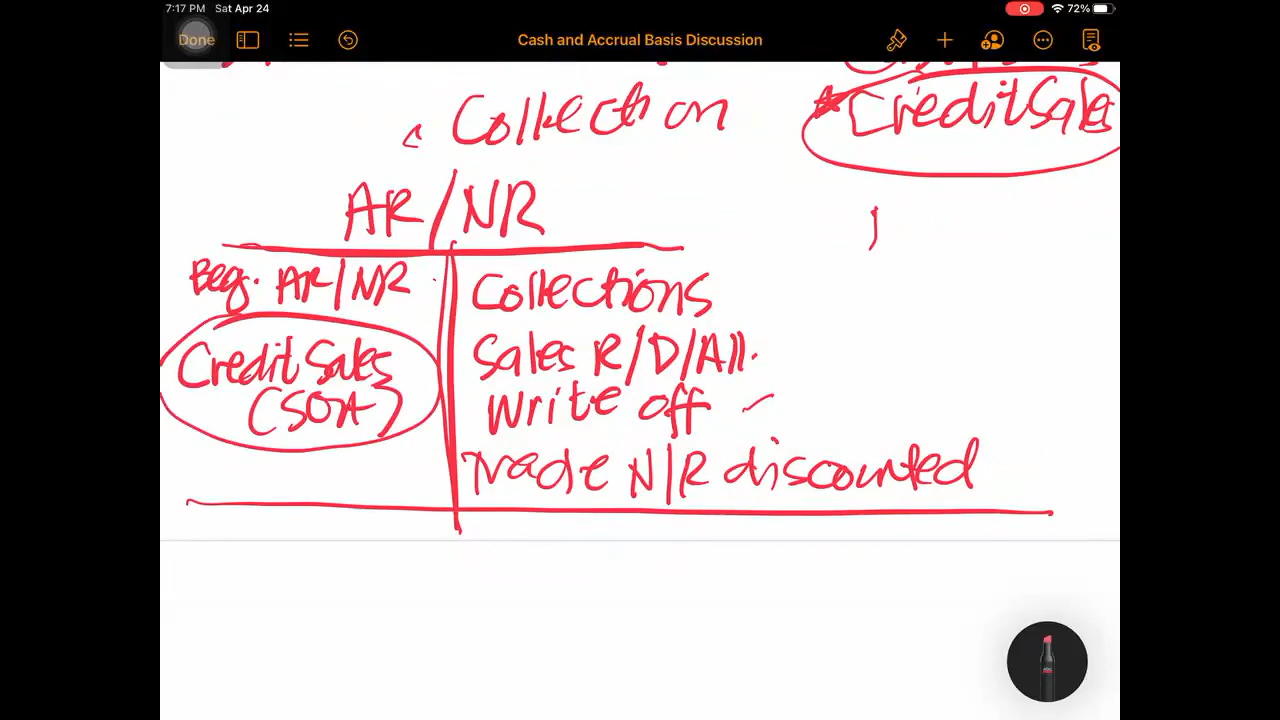 7:17 PM Sat Apr 24
72%
Done
Cash and Accrual Basis Discussion
Collection
Credit Sales
AR/NR
Beg. AR/NR
Collections
Credit Sales
Sales R/D/All.
(SOA)
Write off
Trade N/R discounted